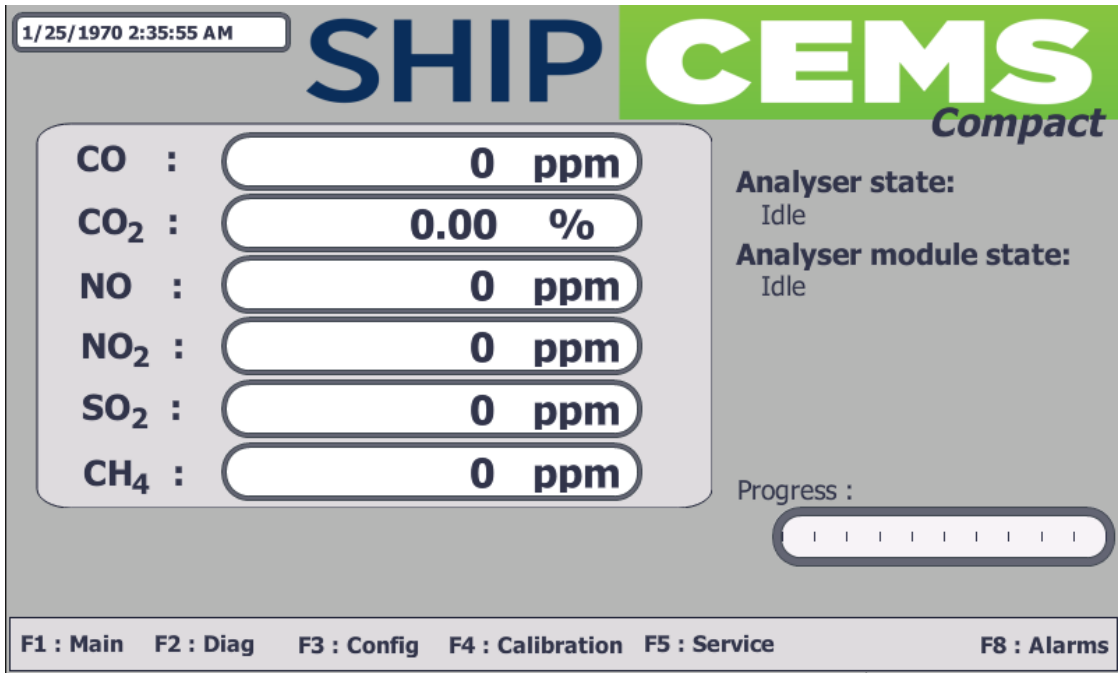 1/25/1970 2:35:55 AM
SHIP CEMS
Compact
CO : 0 ppm
CO₂ : 0.00 %
NO : 0 ppm
NO₂ : 0 ppm
SO₂ : 0 ppm
CH₄ : 0 ppm
Analyser state:
Idle
Analyser module state:
Idle
Progress :
F1 : Main F2 : Diag F3 : Config F4 : Calibration F5 : Service F8 : Alarms